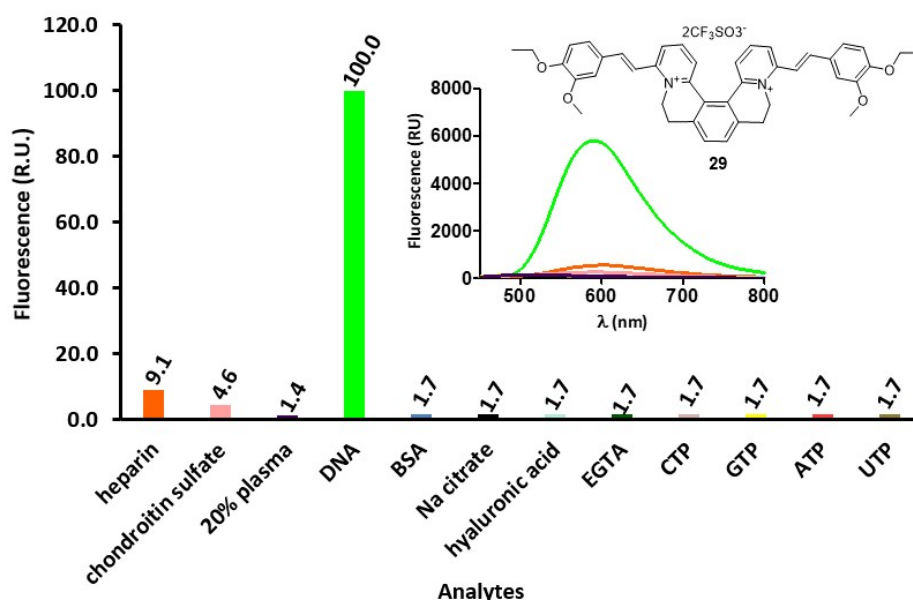 120.0
100.0
80.0
60.0
40.0
20.0
0.0
Fluorescence (R.U.)
9.1
4.6
1.4
100.0
1.7
1.7
1.7
1.7
1.7
1.7
1.7
1.7
heparin
chondroitin sulfate
20% plasma
DNA
BSA
Na citrate
hyaluronic acid
EGTA
CTP
GTP
ATP
UTP
Analytes
2CF₃SO3⁻
O
O
N⁺
N⁺
O
O
29
8000
6000
4000
2000
0
Fluorescence (RU)
500
600
700
800
λ (nm)